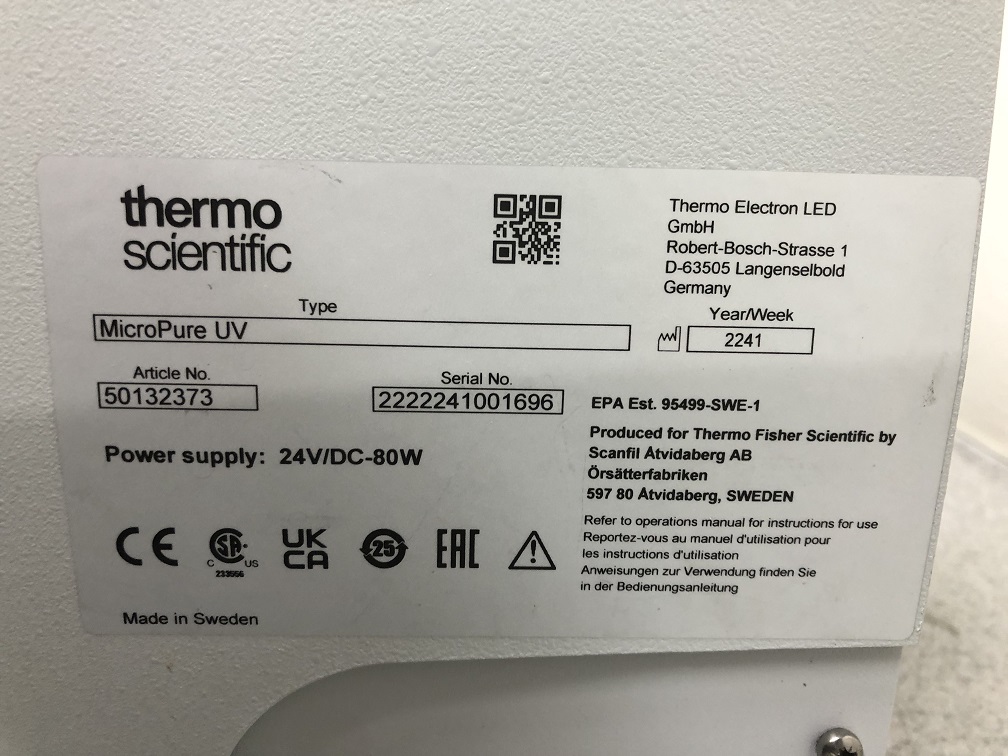 thermo
scientific
Thermo Electron LED
GmbH
Robert-Bosch-Strasse 1
D-63505 Langenselbold
Germany
Type
MicroPure UV
Year/Week
2241
Article No.
50132373
Serial No.
2222241001696
EPA Est. 95499-SWE-1
Power supply: 24V/DC-80W
Produced for Thermo Fisher Scientific by
Scanfil Åtvidaberg AB
Örsätterfabriken
597 80 Åtvidaberg, SWEDEN
Refer to operations manual for instructions for use
Reportez-vous au manuel d'utilisation pour
les instructions d'utilisation
Anweisungen zur Verwendung finden Sie
in der Bedienungsanleitung
CE
C SA US
UK
CA
25
EAC
Made in Sweden